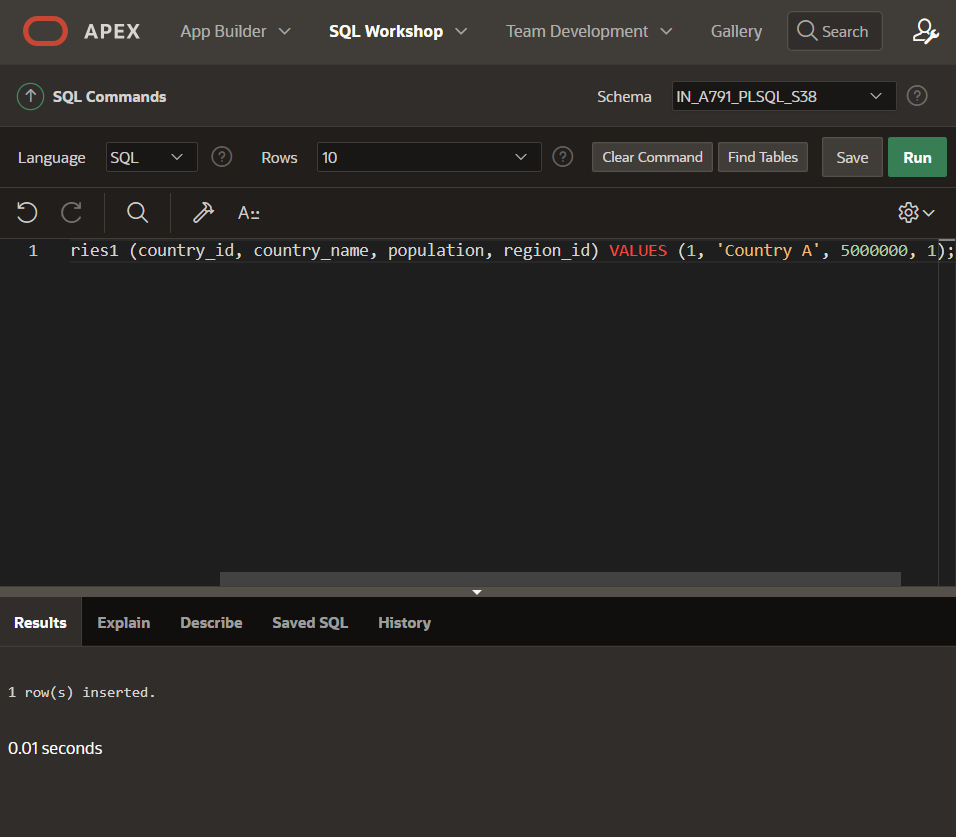 APEX App Builder SQL Workshop Team Development Gallery Search
SQL Commands Schema IN_A791_PLSQL_S38 ?
Language SQL ? Rows 10 ? Clear Command Find Tables Save Run
A::
1 ries1 (country_id, country_name, population, region_id) VALUES (1, 'Country A', 5000000, 1);
Results Explain Describe Saved SQL History
1 row(s) inserted.
0.01 seconds